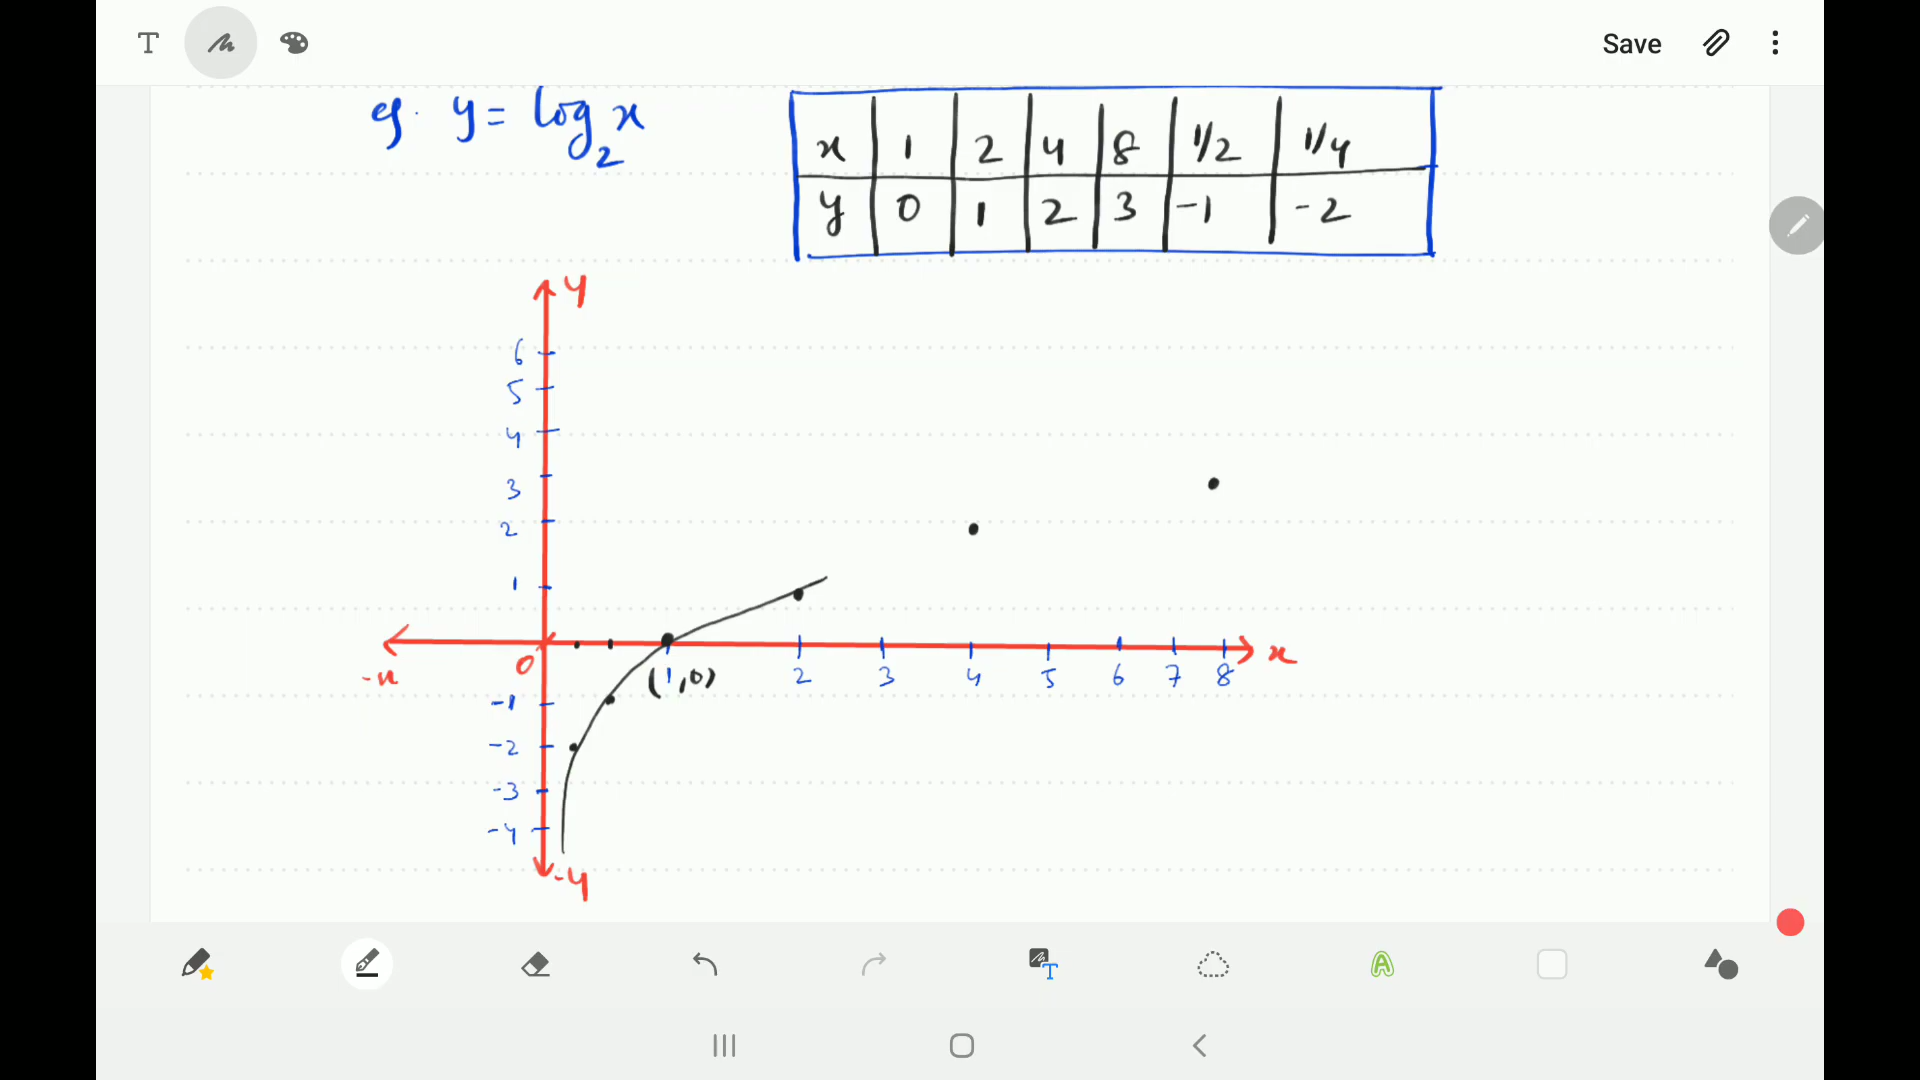 Save
eg. y = log₂x
x 1 2 4 8 1/2 1/4
y 0 1 2 3 -1 -2
y
6
5
4
3
2
1
-x 0 (1,0) 2 3 4 5 6 7 8 x
-1
-2
-3
-4
-y